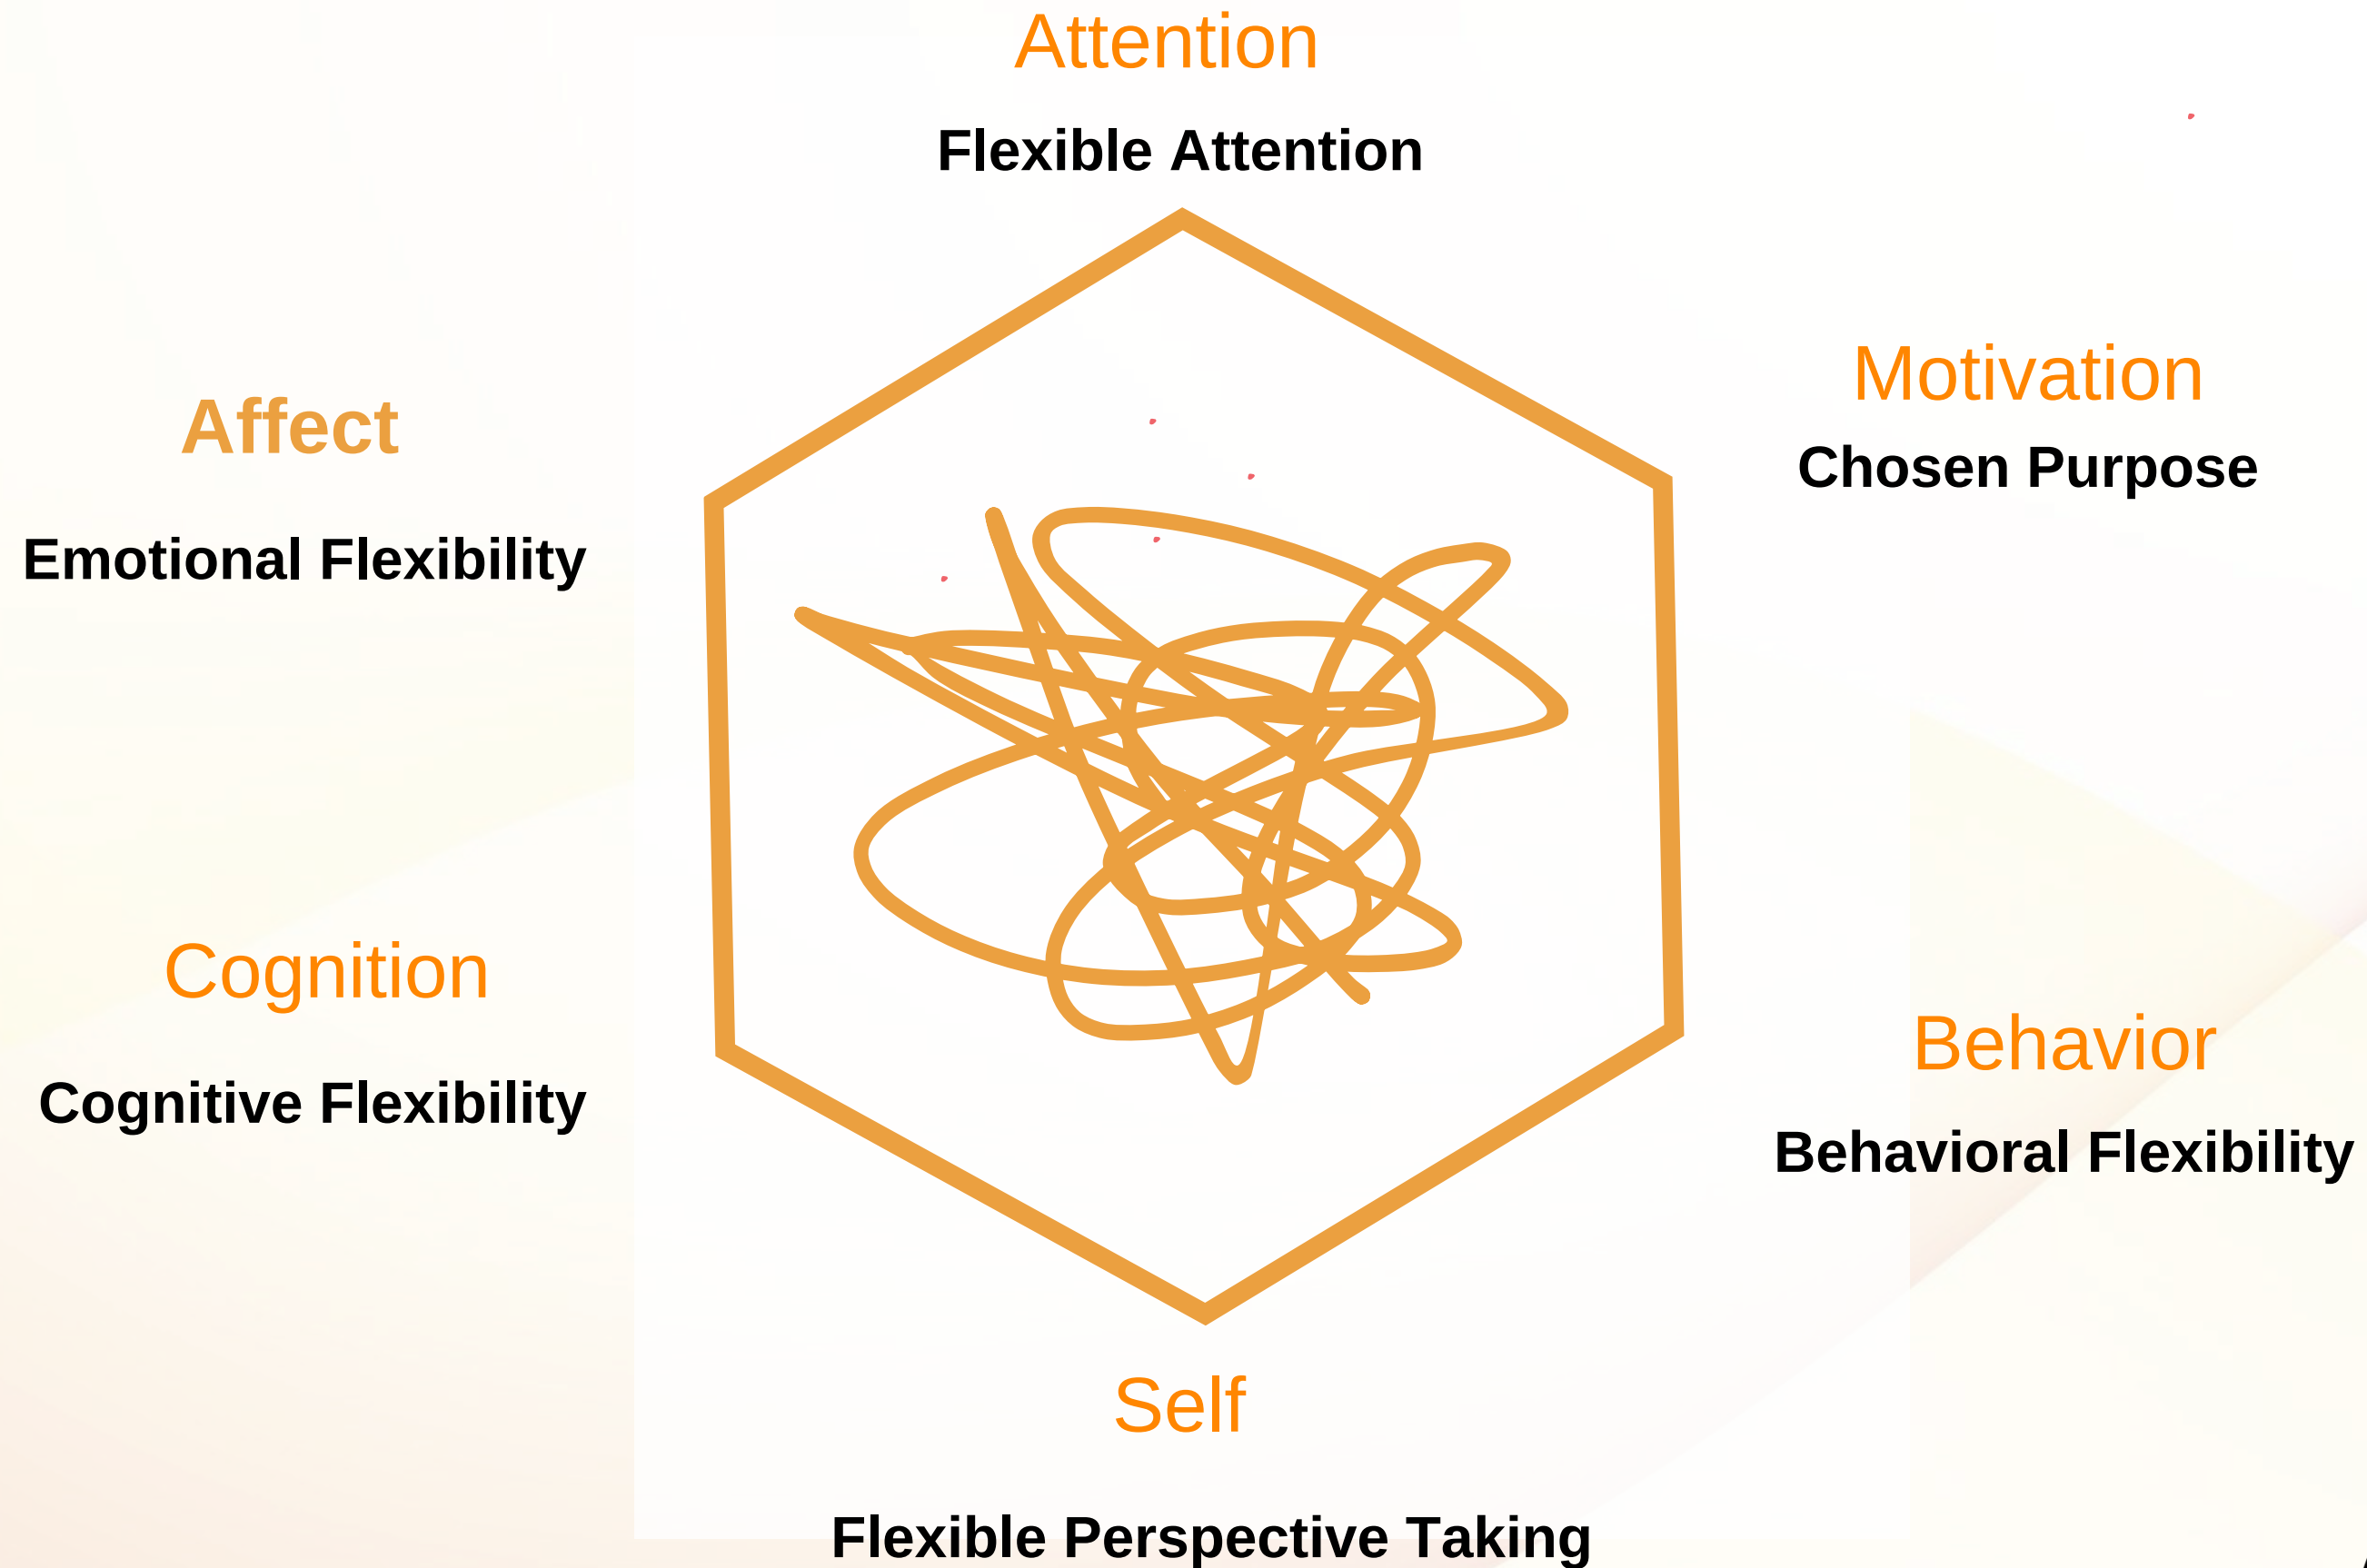 Attention
Flexible Attention
Motivation
Chosen Purpose
Affect
Emotional Flexibility
Cognition
Cognitive Flexibility
Behavior
Behavioral Flexibility
Self
Flexible Perspective Taking